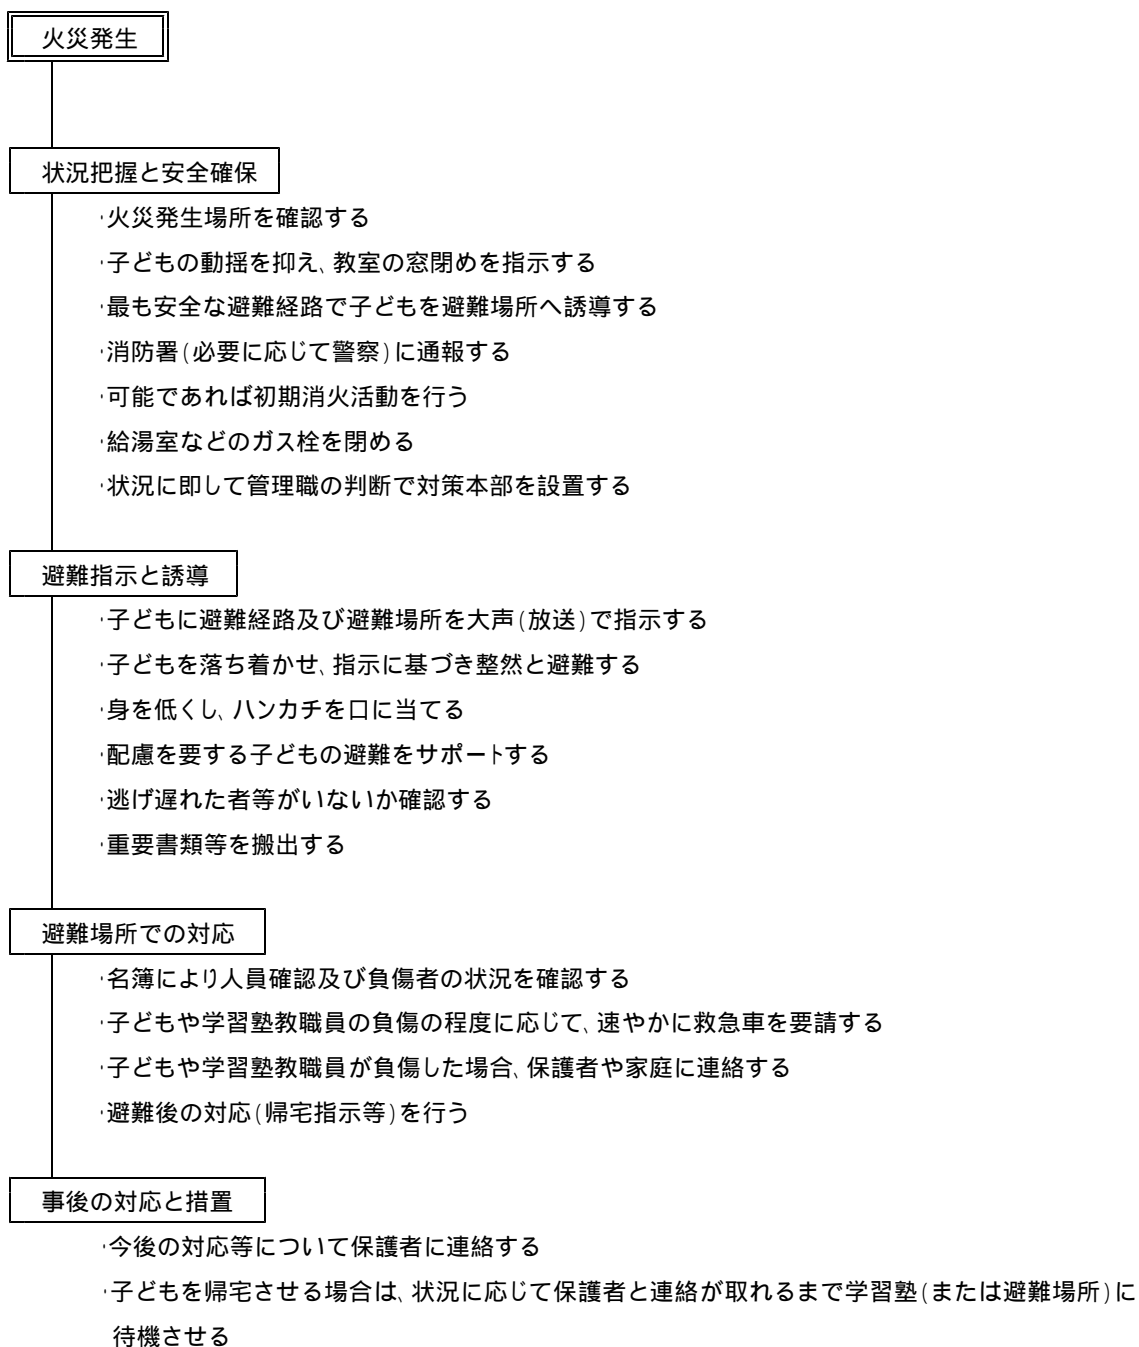 火災発生
状況把握と安全確保
・火災発生場所を確認する
・子どもの動揺を抑え、教室の窓閉めを指示する
・最も安全な避難経路で子どもを避難場所へ誘導する
・消防署(必要に応じて警察)に通報する
・可能であれば初期消火活動を行う
・給湯室などのガス栓を閉める
・状況に即して管理職の判断で対策本部を設置する
避難指示と誘導
・子どもに避難経路及び避難場所を大声(放送)で指示する
・子どもを落ち着かせ、指示に基づき整然と避難する
・身を低くし、ハンカチを口に当てる
・配慮を要する子どもの避難をサポートする
・逃げ遅れた者等がいないか確認する
・重要書類等を搬出する
避難場所での対応
・名簿により人員確認及び負傷者の状況を確認する
・子どもや学習塾教職員の負傷の程度に応じて、速やかに救急車を要請する
・子どもや学習塾教職員が負傷した場合、保護者や家庭に連絡する
・避難後の対応(帰宅指示等)を行う
事後の対応と措置
・今後の対応等について保護者に連絡する
・子どもを帰宅させる場合は、状況に応じて保護者と連絡が取れるまで学習塾(または避難場所)に
待機させる